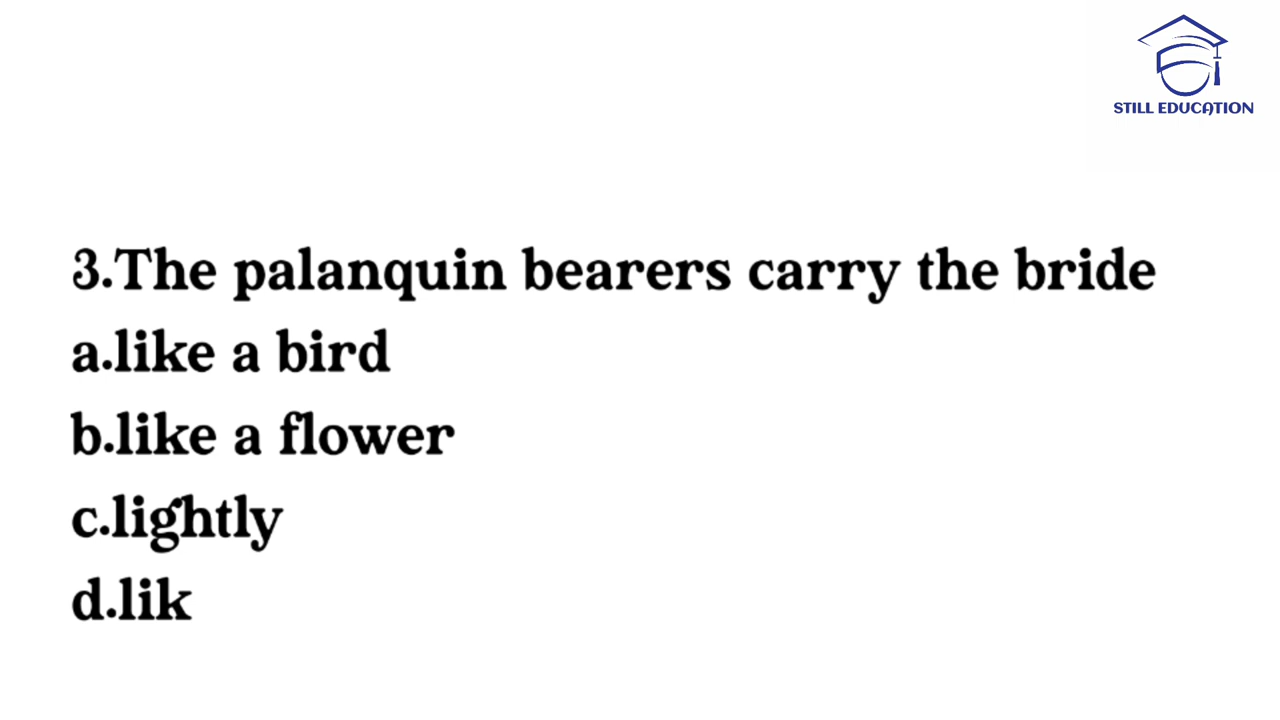 STILL EDUCATION
3.The palanquin bearers carry the bride
a.like a bird
b.like a flower
c.lightly
d.lik